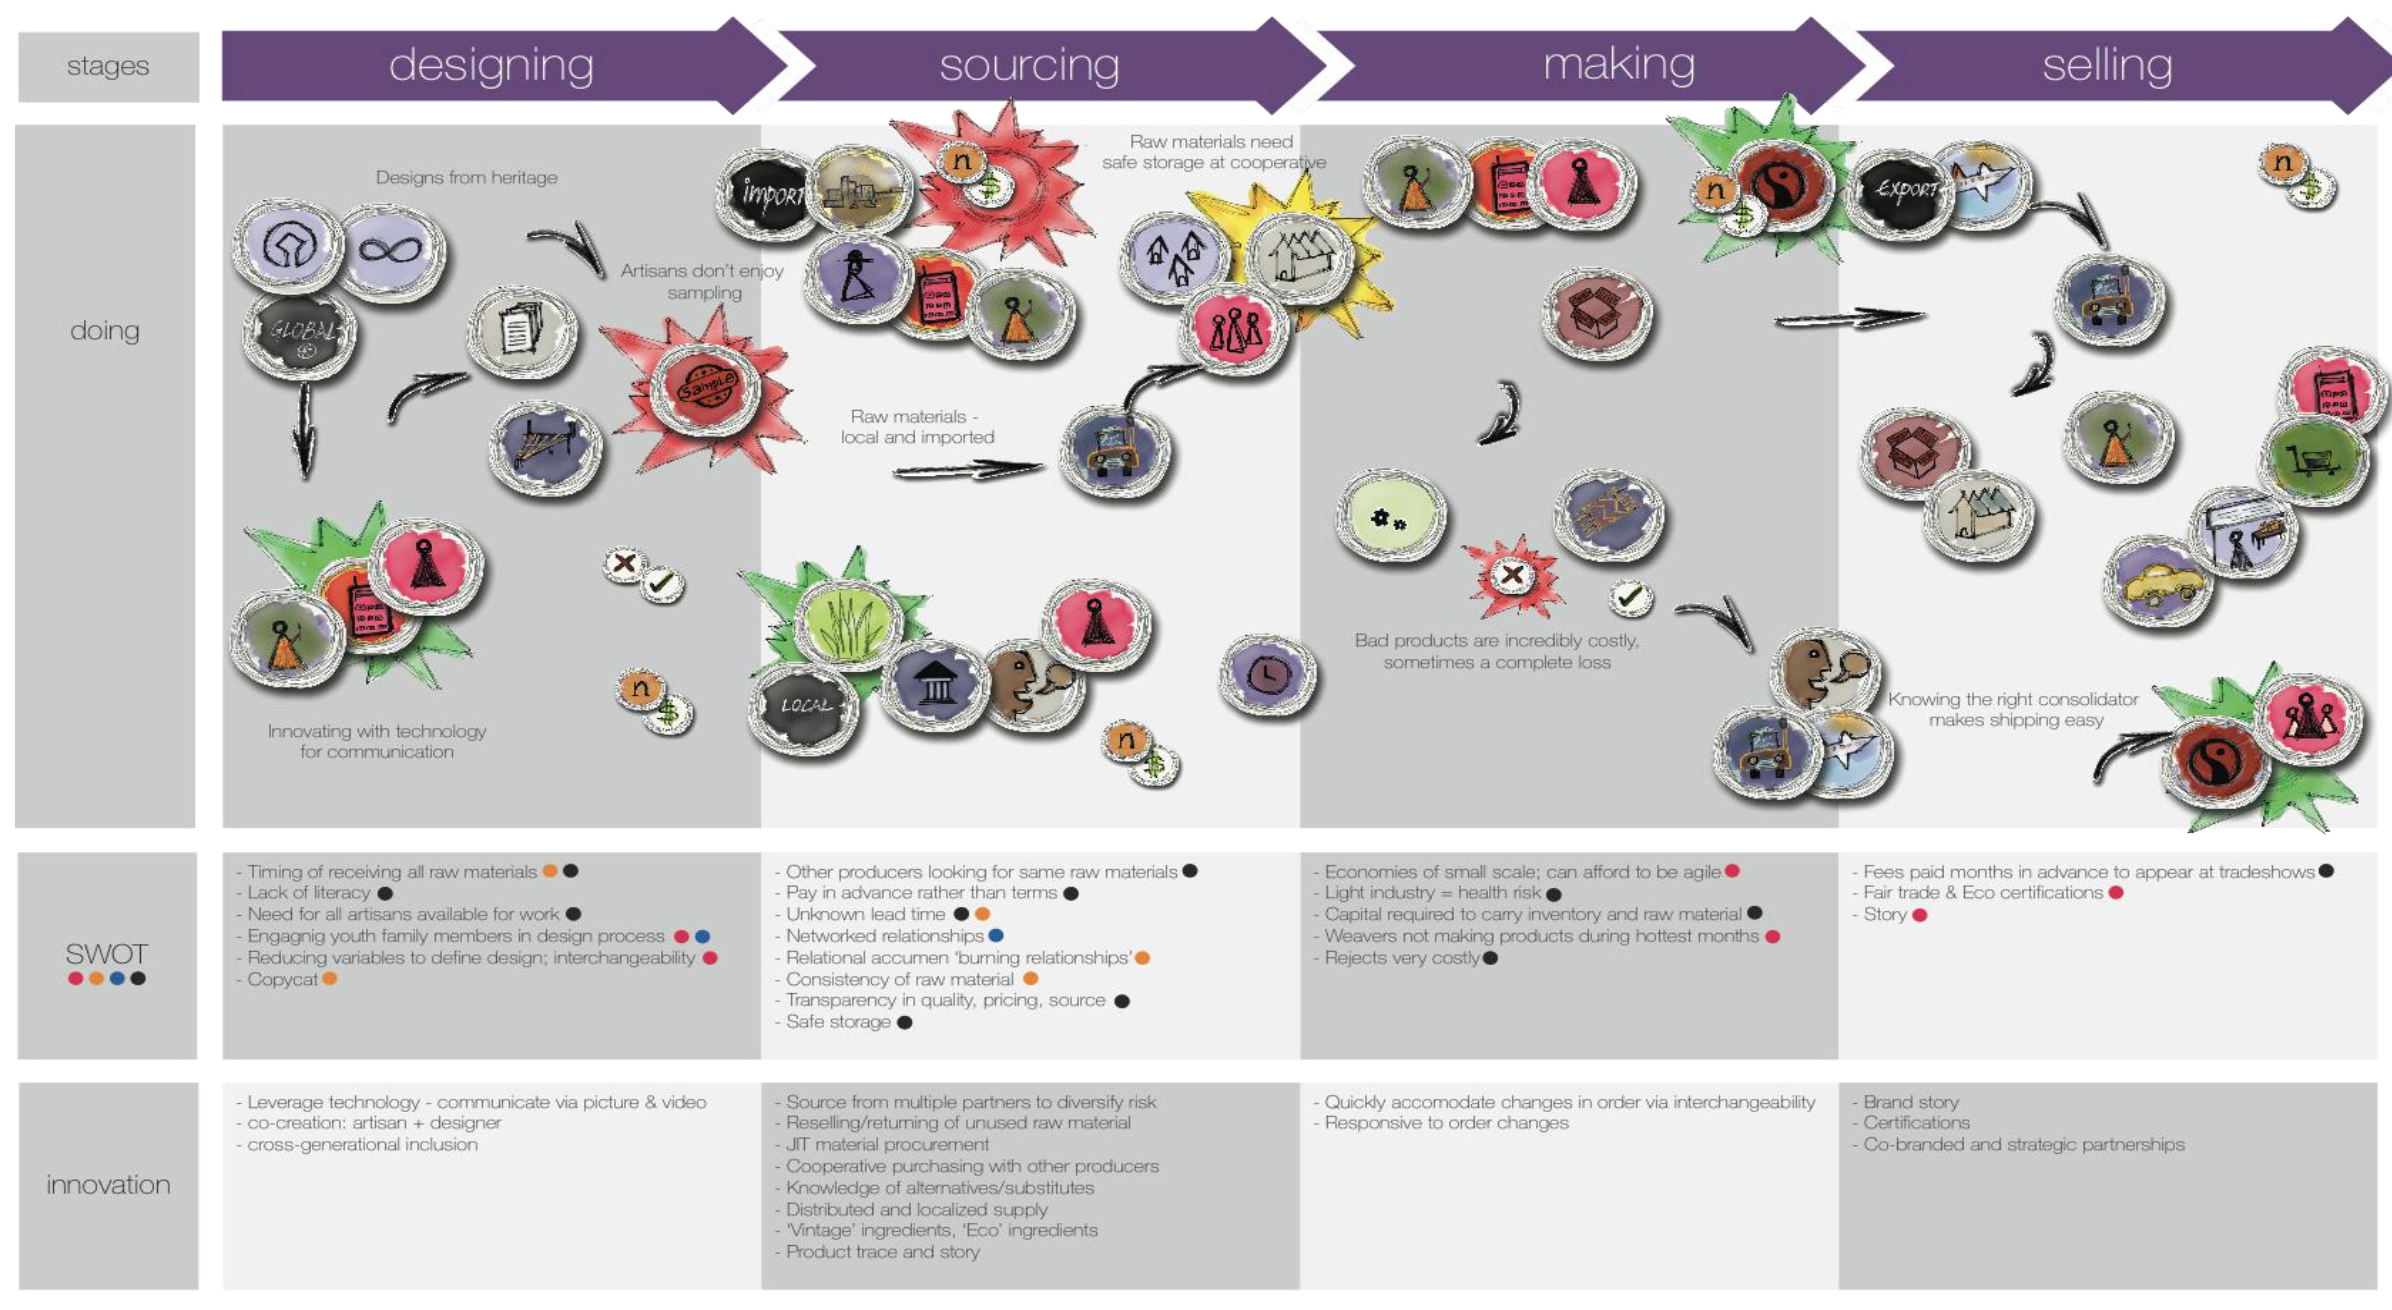 stages
designing
sourcing
making
selling
doing
Designs from heritage
GLOBAL
Artisans don't enjoy
sampling
Sample
Innovating with technology
for communication
n
$
import
n
$
Raw materials need
safe storage at cooperative
Raw materials -
local and imported
LOCAL
n
$
n
$
Bad products are incredibly costly,
sometimes a complete loss
EXPORT
n
$
Knowing the right consolidator
makes shipping easy
SWOT
- Timing of receiving all raw materials
- Lack of literacy
- Need for all artisans available for work
- Engagnig youth family members in design process
- Reducing variables to define design; interchangeability
- Copycat
- Other producers looking for same raw materials
- Pay in advance rather than terms
- Unknown lead time
- Networked relationships
- Relational accumen 'burning relationships'
- Consistency of raw material
- Transparency in quality, pricing, source
- Safe storage
- Economies of small scale; can afford to be agile
- Light industry = health risk
- Capital required to carry inventory and raw material
- Weavers not making products during hottest months
- Rejects very costly
- Fees paid months in advance to appear at tradeshows
- Fair trade & Eco certifications
- Story
innovation
- Leverage technology - communicate via picture & video
- co-creation: artisan + designer
- cross-generational inclusion
- Source from multiple partners to diversify risk
- Reselling/returning of unused raw material
- JIT material procurement
- Cooperative purchasing with other producers
- Knowledge of alternatives/substitutes
- Distributed and localized supply
- 'Vintage' ingredients, 'Eco' ingredients
- Product trace and story
- Quickly accomodate changes in order via interchangeability
- Responsive to order changes
- Brand story
- Certifications
- Co-branded and strategic partnerships